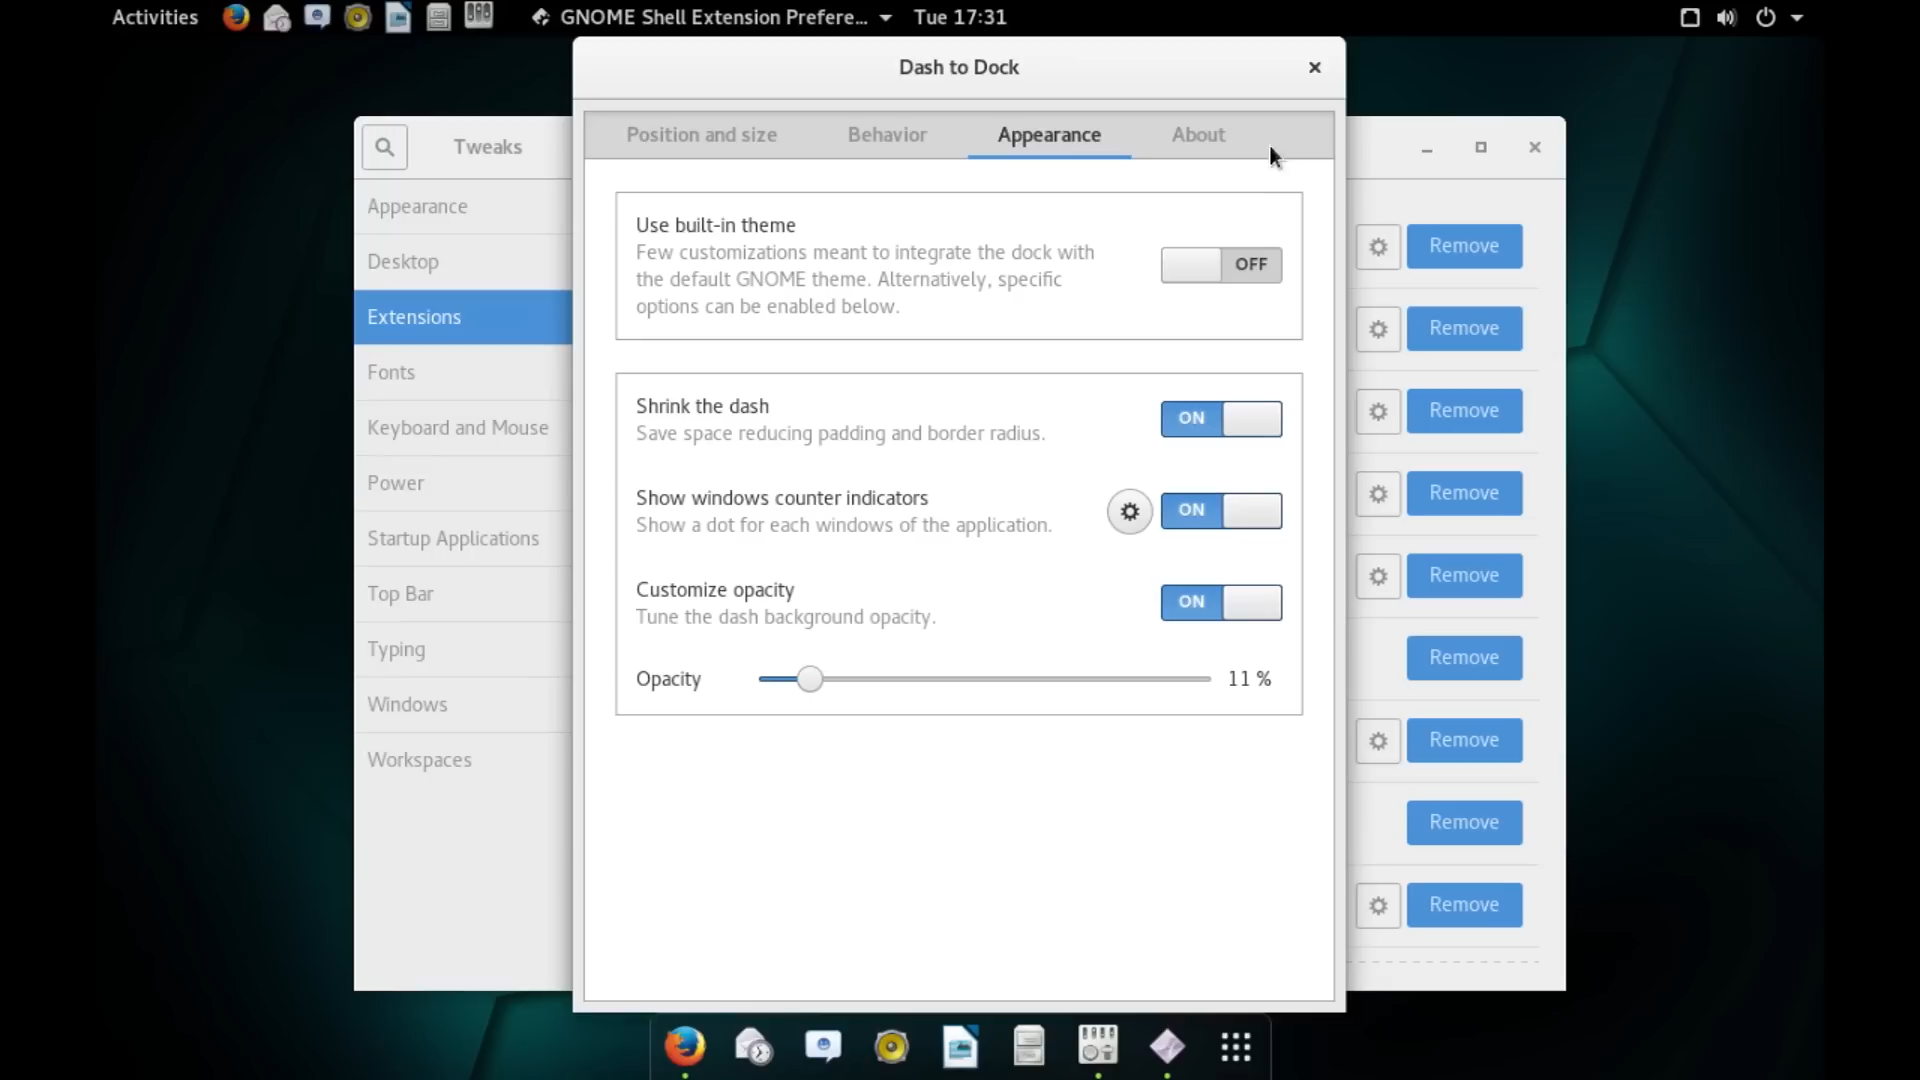 Activities
GNOME Shell Extension Prefere...
Tue 17:31
Dash to Dock
Position and size
Behavior
Appearance
About
Tweaks
Appearance
Desktop
Extensions
Fonts
Keyboard and Mouse
Power
Startup Applications
Top Bar
Typing
Windows
Workspaces
Use built-in theme
Few customizations meant to integrate the dock with
the default GNOME theme. Alternatively, specific
options can be enabled below.
OFF
Shrink the dash
Save space reducing padding and border radius.
ON
Show windows counter indicators
Show a dot for each windows of the application.
ON
Customize opacity
Tune the dash background opacity.
ON
Opacity
11 %
Remove
Remove
Remove
Remove
Remove
Remove
Remove
Remove
Remove